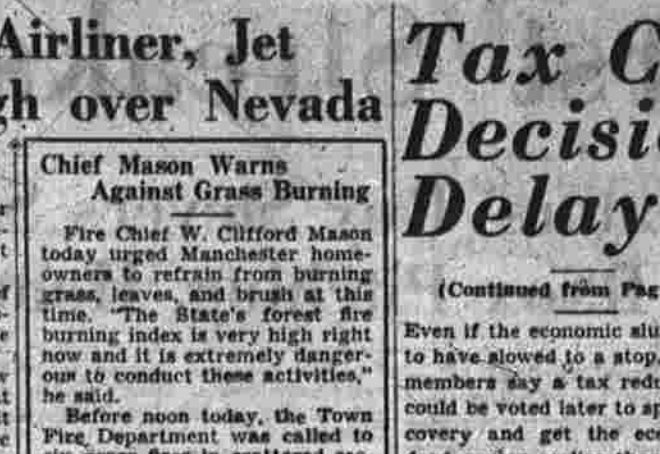 Airliner, Jet
gh over Nevada
Chief Mason Warns
Against Grass Burning
Fire Chief W. Clifford Mason
today urged Manchester home-
owners to refrain from burning
grass, leaves, and brush at this
time. "The State's forest fire
burning index is very high right
now and it is extremely danger-
ous to conduct these activities,"
he said.
Before noon today, the Town
Fire Department was called to
Tax C
Decisi
Delay
(Continued from Pag
Even if the economic slu
to have slowed to a stop,
members say a tax redu
could be voted later to sp
covery and get the eco